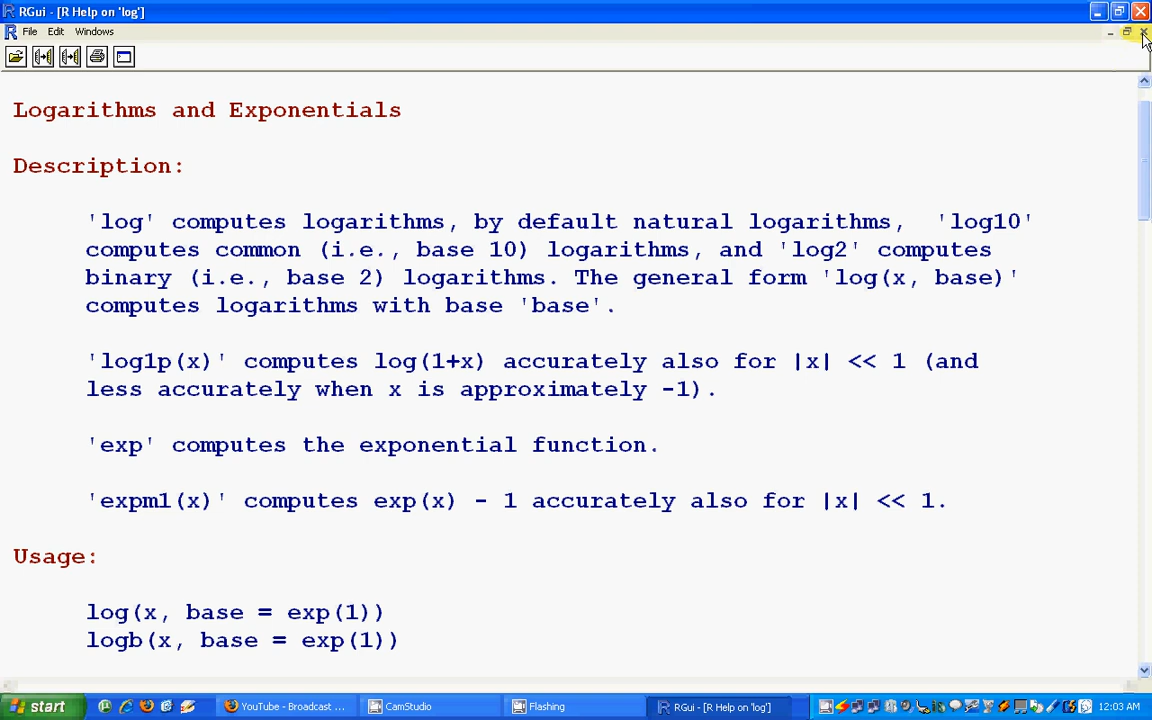 RGui - [R Help on 'log']
File Edit Windows
Logarithms and Exponentials
Description:
'log' computes logarithms, by default natural logarithms, 'log10'
computes common (i.e., base 10) logarithms, and 'log2' computes
binary (i.e., base 2) logarithms. The general form 'log(x, base)'
computes logarithms with base 'base'.
'log1p(x)' computes log(1+x) accurately also for |x| << 1 (and
less accurately when x is approximately -1).
'exp' computes the exponential function.
'expm1(x)' computes exp(x) - 1 accurately also for |x| << 1.
Usage:
log(x, base = exp(1))
logb(x, base = exp(1))
start YouTube - Broadcast ... CamStudio Flashing RGui - [R Help on 'log'] 12:03 AM